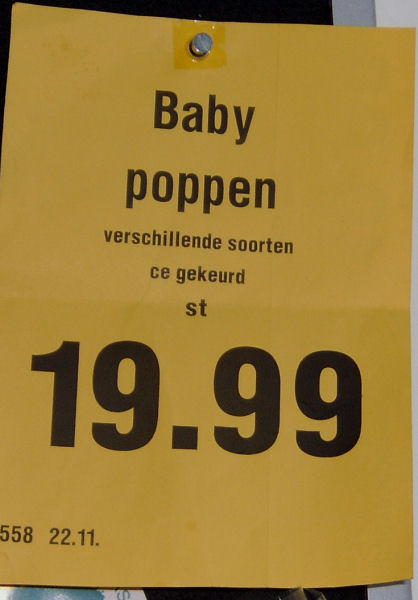 Baby
poppen
verschillende soorten
ce gekeurd
st
19.99
558 22.11.